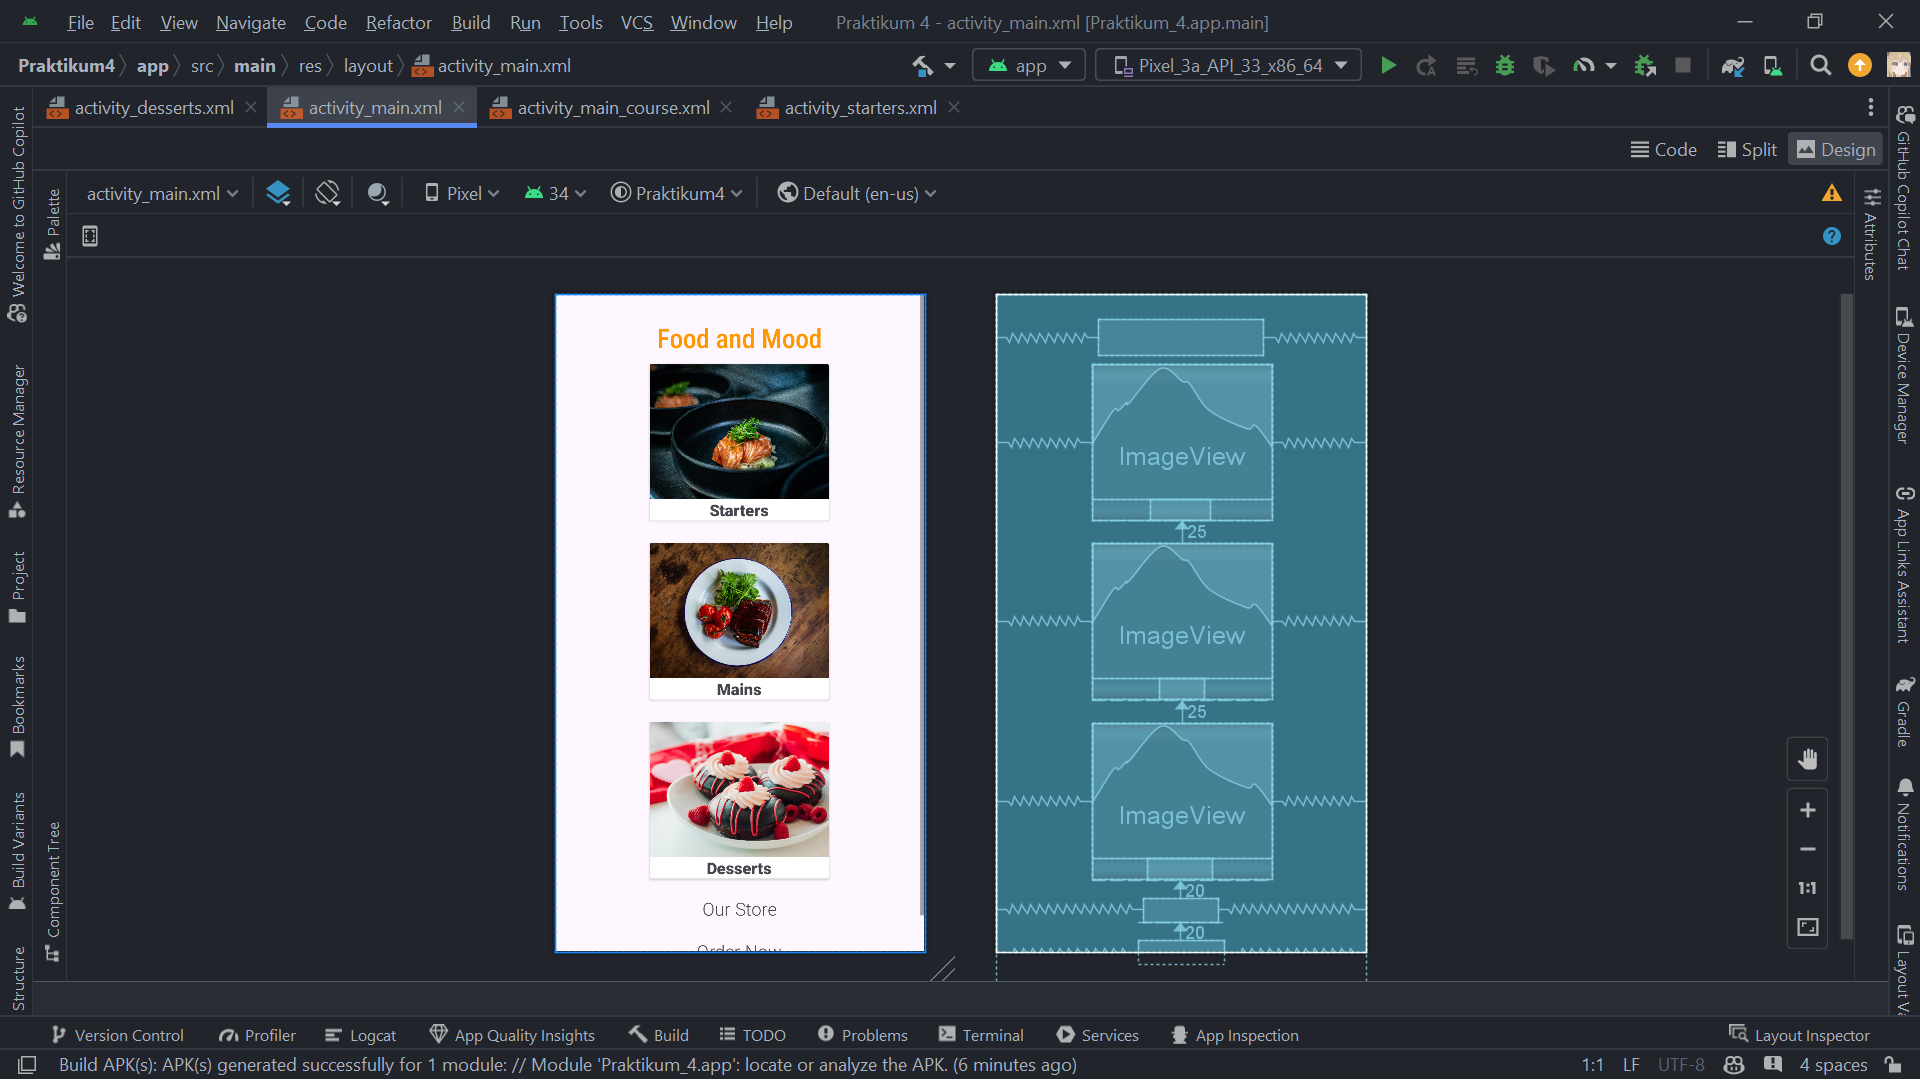 File Edit View Navigate Code Refactor Build Run Tools VCS Window Help Praktikum 4 - activity_main.xml [Praktikum_4.app.main]
Praktikum4 app src main res layout activity_main.xml app Pixel_3a_API_33_x86_64
activity_desserts.xml activity_main.xml activity_main_course.xml activity_starters.xml
Code Split Design
activity_main.xml Pixel 34 Praktikum4 Default (en-us)
Welcome to GitHub Copilot
Resource Manager
Project
Bookmarks
Build Variants
Structure
Palette
Component Tree
Food and Mood
Starters
Mains
Desserts
Our Store
Order Now
ImageView
25
ImageView
25
ImageView
20
20
1:1
Attributes
GitHub Copilot Chat
Device Manager
App Links Assistant
Gradle
Notifications
Layout Va
Version Control Profiler Logcat App Quality Insights Build TODO Problems Terminal Services App Inspection Layout Inspector
Build APK(s): APK(s) generated successfully for 1 module: // Module 'Praktikum_4.app': locate or analyze the APK. (6 minutes ago) 1:1 LF UTF-8 4 spaces